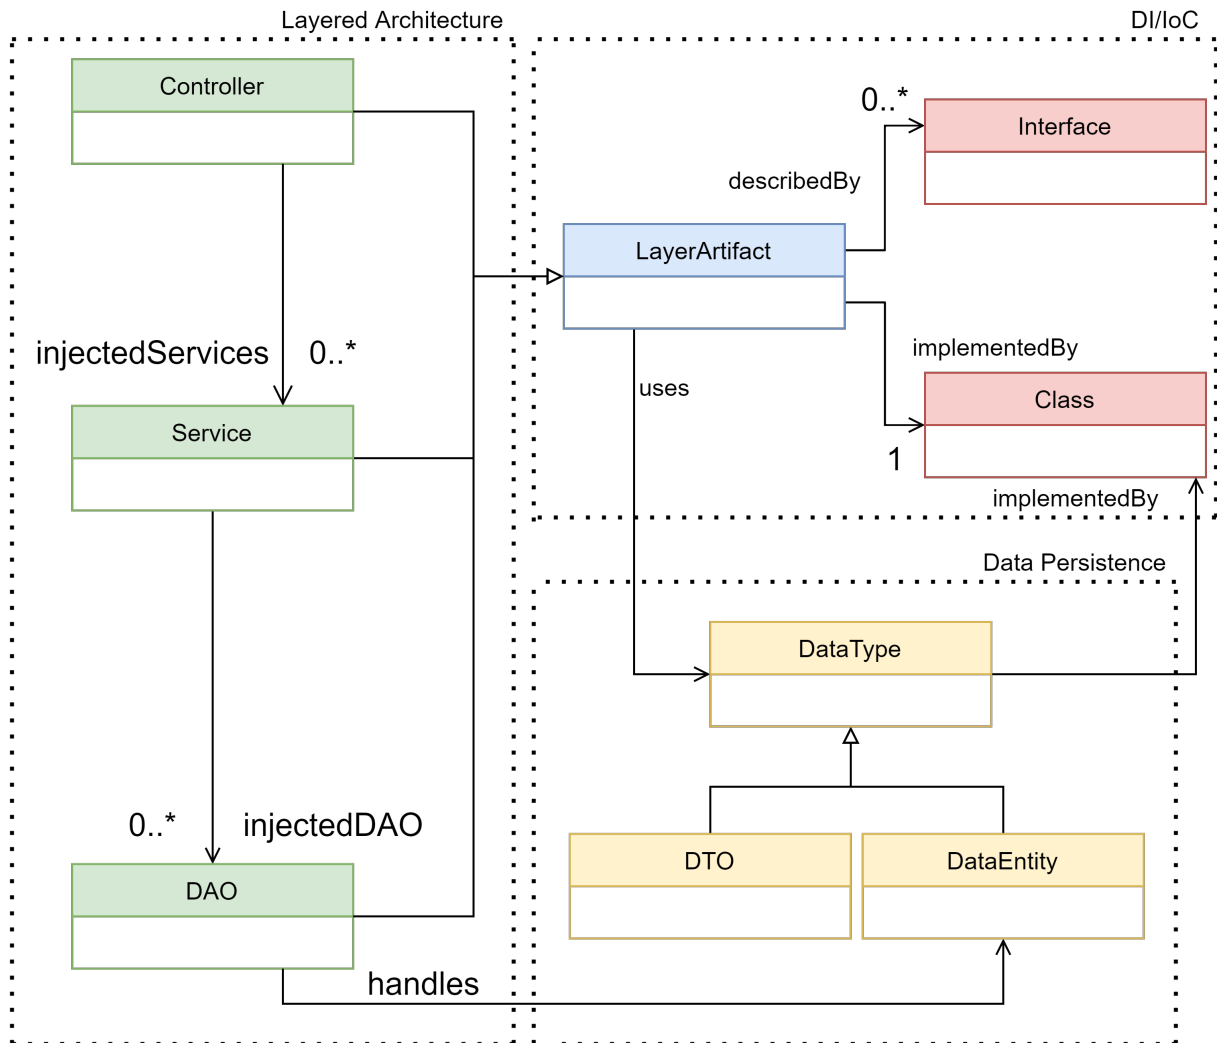 Layered Architecture
DI/IoC
Controller
0..*
Interface
describedBy
LayerArtifact
injectedServices
0..*
implementedBy
uses
Class
Service
1
implementedBy
Data Persistence
DataType
0..*
injectedDAO
DTO
DataEntity
DAO
handles